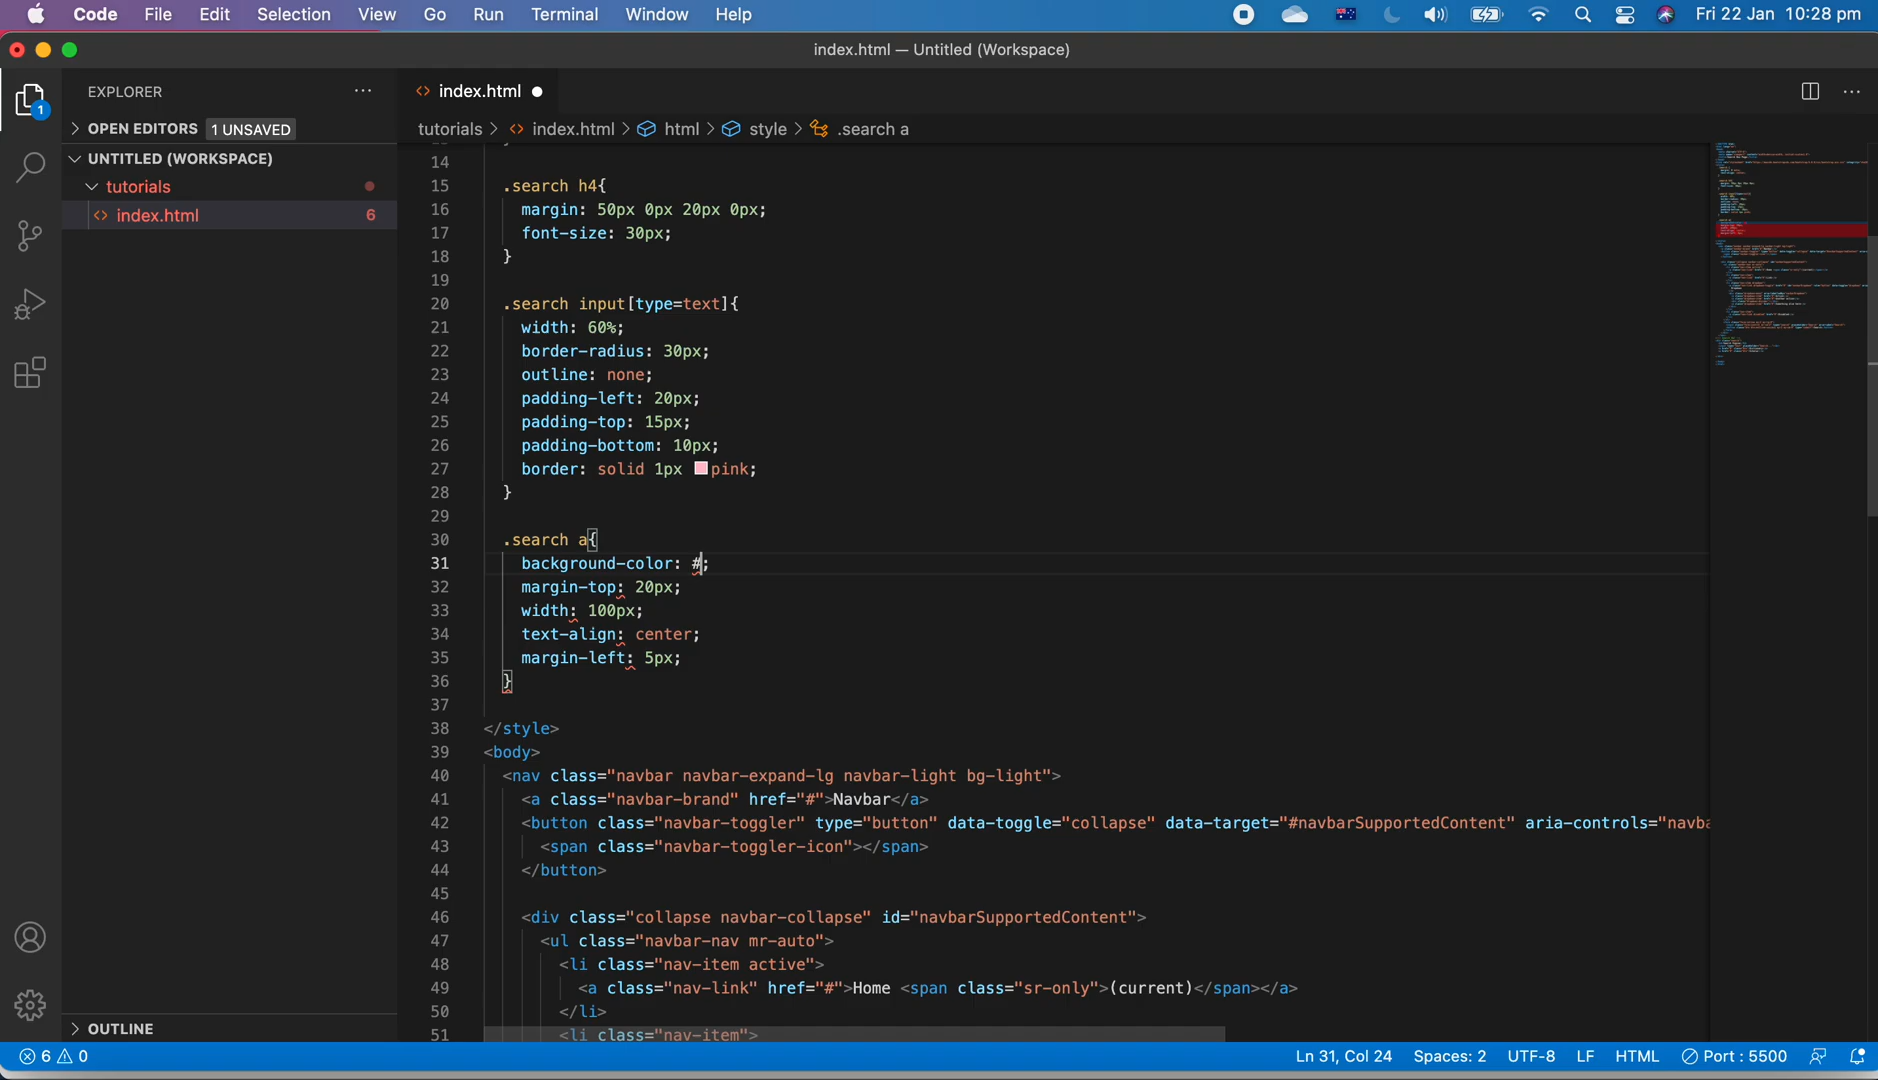 Code File Edit Selection View Go Run Terminal Window Help Fri 22 Jan 10:28 pm
index.html — Untitled (Workspace)
EXPLORER
index.html
OPEN EDITORS 1 UNSAVED
tutorials > index.html > html > style > .search a
UNTITLED (WORKSPACE)
tutorials
index.html 6
1
14
15 .search h4{
16 margin: 50px 0px 20px 0px;
17 font-size: 30px;
18 }
19
20 .search input[type=text]{
21 width: 60%;
22 border-radius: 30px;
23 outline: none;
24 padding-left: 20px;
25 padding-top: 15px;
26 padding-bottom: 10px;
27 border: solid 1px pink;
28 }
29
30 .search a{
31 background-color: #;
32 margin-top: 20px;
33 width: 100px;
34 text-align: center;
35 margin-left: 5px;
36 }
37
38 </style>
39 <body>
40 <nav class="navbar navbar-expand-lg navbar-light bg-light">
41 <a class="navbar-brand" href="#">Navbar</a>
42 <button class="navbar-toggler" type="button" data-toggle="collapse" data-target="#navbarSupportedContent" aria-controls="navba
43 <span class="navbar-toggler-icon"></span>
44 </button>
45
46 <div class="collapse navbar-collapse" id="navbarSupportedContent">
47 <ul class="navbar-nav mr-auto">
48 <li class="nav-item active">
49 <a class="nav-link" href="#">Home <span class="sr-only">(current)</span></a>
50 </li>
51 <li class="nav-item">
OUTLINE
6 0 Ln 31, Col 24 Spaces: 2 UTF-8 LF HTML Port : 5500